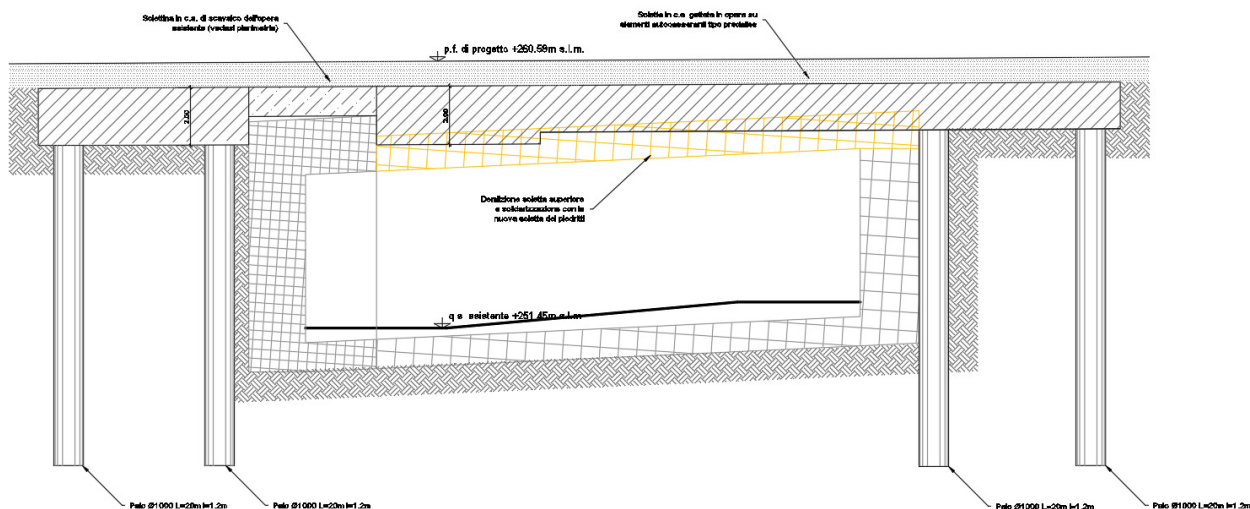 Solettina in c.a. di scavalco dell'opera
esistente (vedasi planimetria)
Soletta in c.a. gettata in opera su
elementi autocasseranti tipo predalles
p.f. di progetto +260.59m s.l.m.
2.00
2.00
Demolizione soletta superiore
e solidarizzazione con la
nuova soletta dei piedritti
q.e. esistente +251.45m s.l.m.
Palo Ø1000 L=20m i=1.2m
Palo Ø1000 L=20m i=1.2m
Palo Ø1000 L=20m i=1.2m
Palo Ø1000 L=20m i=1.2m